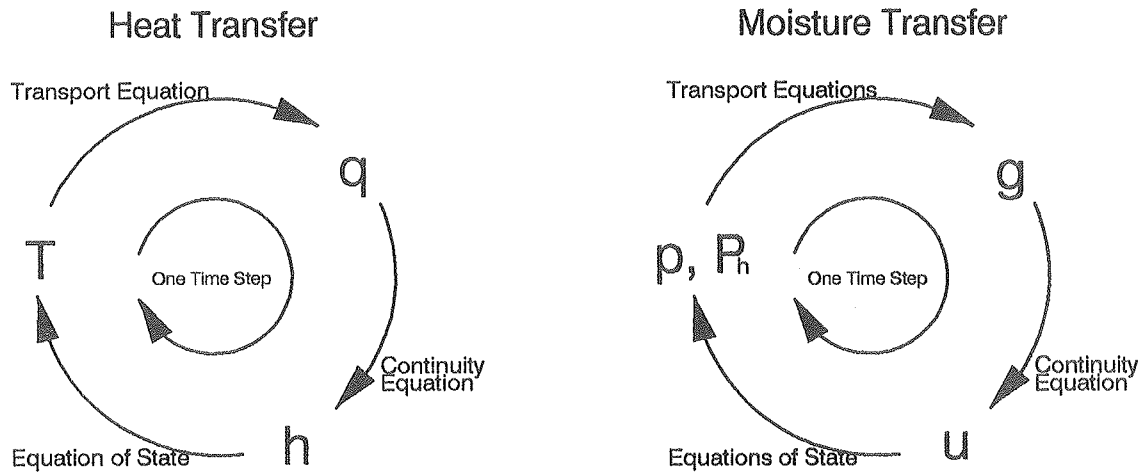 Heat Transfer
Transport Equation
q
T
One Time Step
Continuity
Equation
h
Equation of State
Moisture Transfer
Transport Equations
g
p, Ph
One Time Step
Continuity
Equation
u
Equations of State